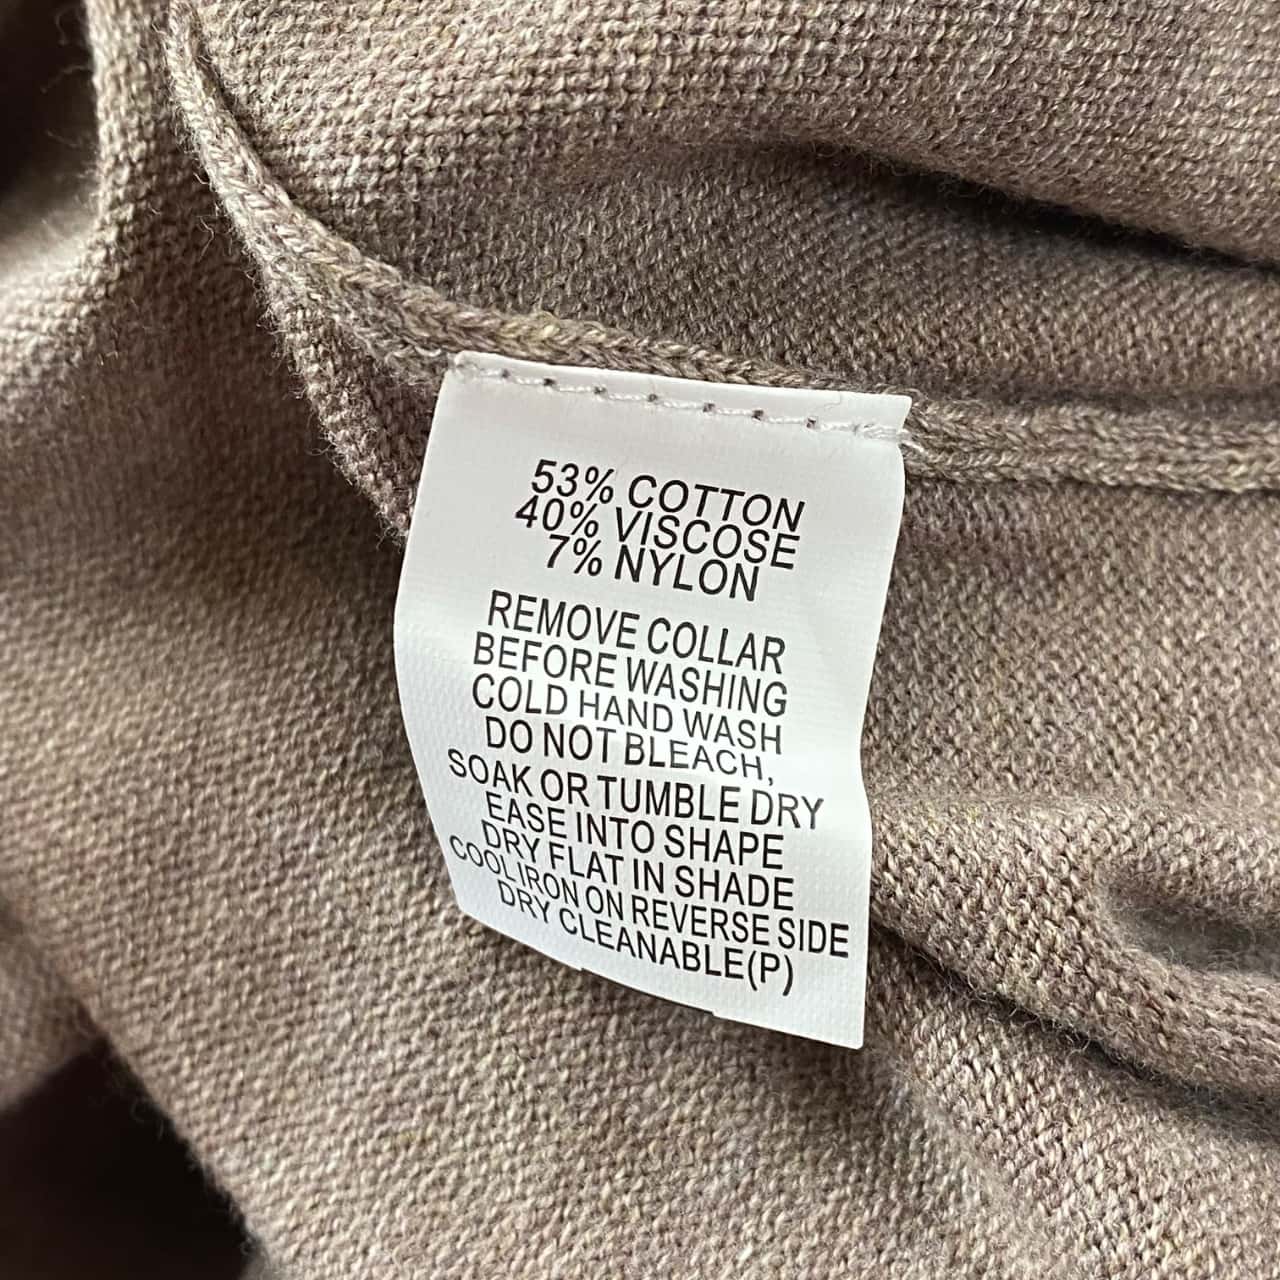 53% COTTON
40% VISCOSE
7% NYLON
REMOVE COLLAR
BEFORE WASHING
COLD HAND WASH
DO NOT BLEACH,
SOAK OR TUMBLE DRY
EASE INTO SHAPE
DRY FLAT IN SHADE
COOL IRON ON REVERSE SIDE
DRY CLEANABLE(P)